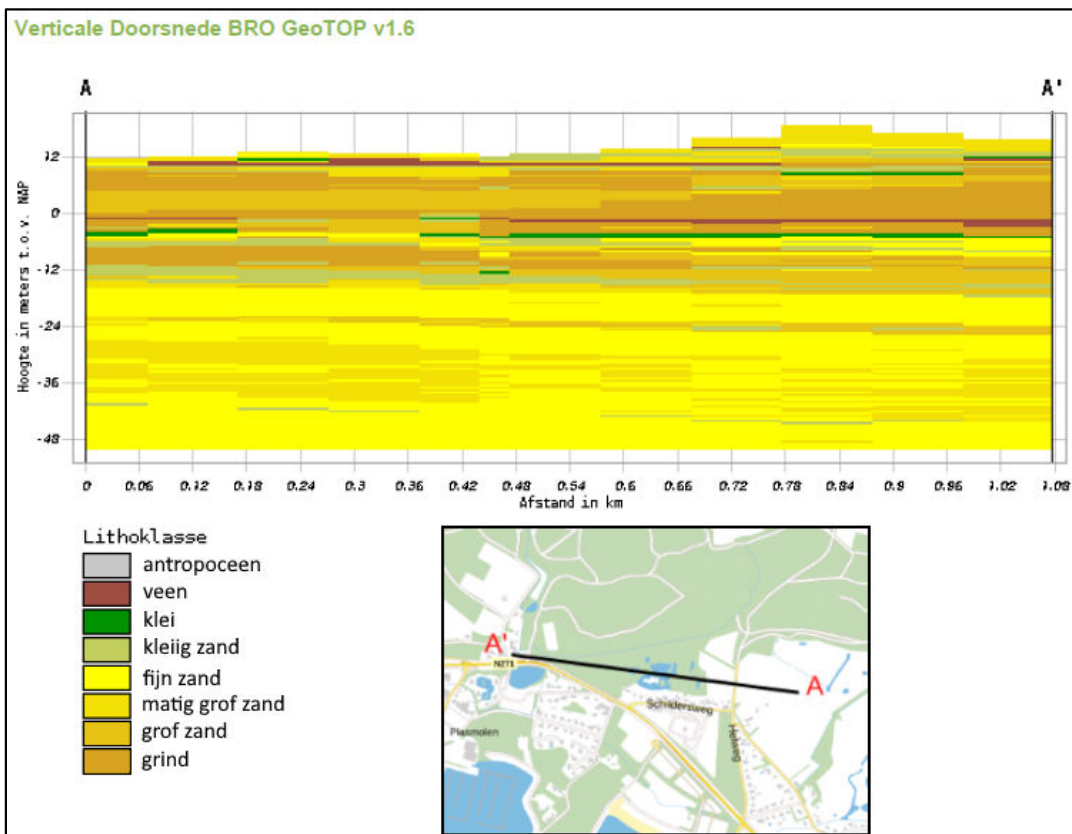 Verticale Doorsnede BRO GeoTOP v1.6
A A'
12
0
-12
-24
-36
-48
Hoogte in meters t.o.v. NAP
0 0.06 0.12 0.18 0.24 0.3 0.36 0.42 0.48 0.54 0.6 0.66 0.72 0.78 0.84 0.9 0.96 1.02 1.08
Afstand in km
Lithoklasse
antropoceen
veen
klei
kleiig zand
fijn zand
matig grof zand
grof zand
grind
A'
N271
A
Schildersweg
Plasmolen
Helweg